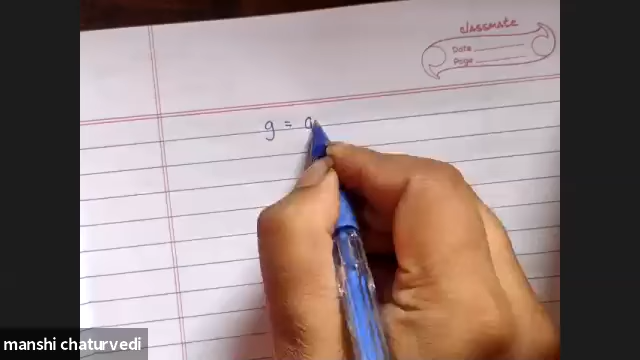 classmate
Date
Page
g =
manshi chaturvedi